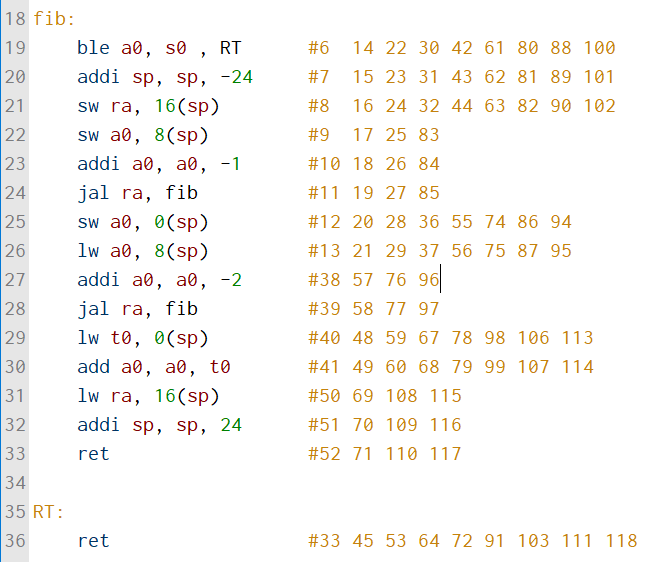 18 fib:
19 ble a0, s0 , RT #6 14 22 30 42 61 80 88 100
20 addi sp, sp, -24 #7 15 23 31 43 62 81 89 101
21 sw ra, 16(sp) #8 16 24 32 44 63 82 90 102
22 sw a0, 8(sp) #9 17 25 83
23 addi a0, a0, -1 #10 18 26 84
24 jal ra, fib #11 19 27 85
25 sw a0, 0(sp) #12 20 28 36 55 74 86 94
26 lw a0, 8(sp) #13 21 29 37 56 75 87 95
27 addi a0, a0, -2 #38 57 76 96
28 jal ra, fib #39 58 77 97
29 lw t0, 0(sp) #40 48 59 67 78 98 106 113
30 add a0, a0, t0 #41 49 60 68 79 99 107 114
31 lw ra, 16(sp) #50 69 108 115
32 addi sp, sp, 24 #51 70 109 116
33 ret #52 71 110 117
34
35 RT:
36 ret #33 45 53 64 72 91 103 111 118